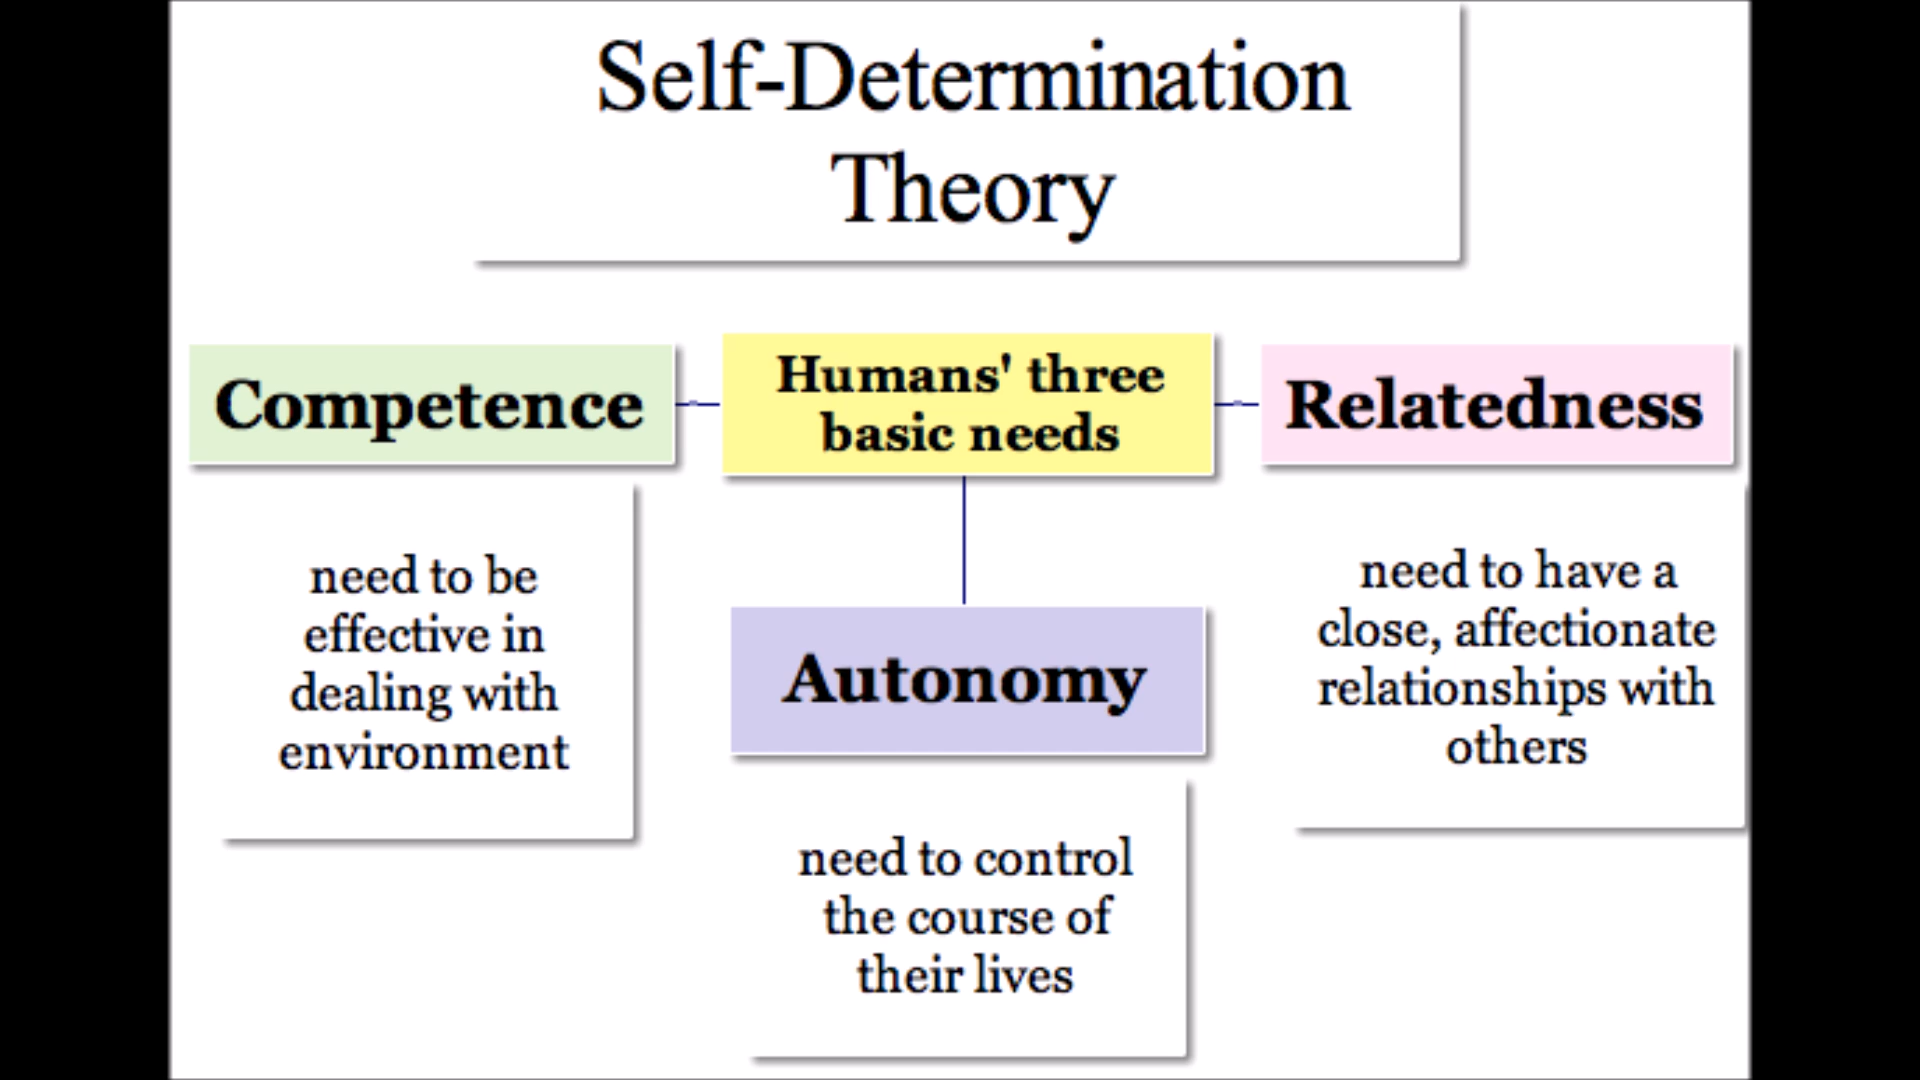 Self-Determination
Theory
Competence
Humans' three
basic needs
Relatedness
need to be
effective in
dealing with
environment
Autonomy
need to control
the course of
their lives
need to have a
close, affectionate
relationships with
others